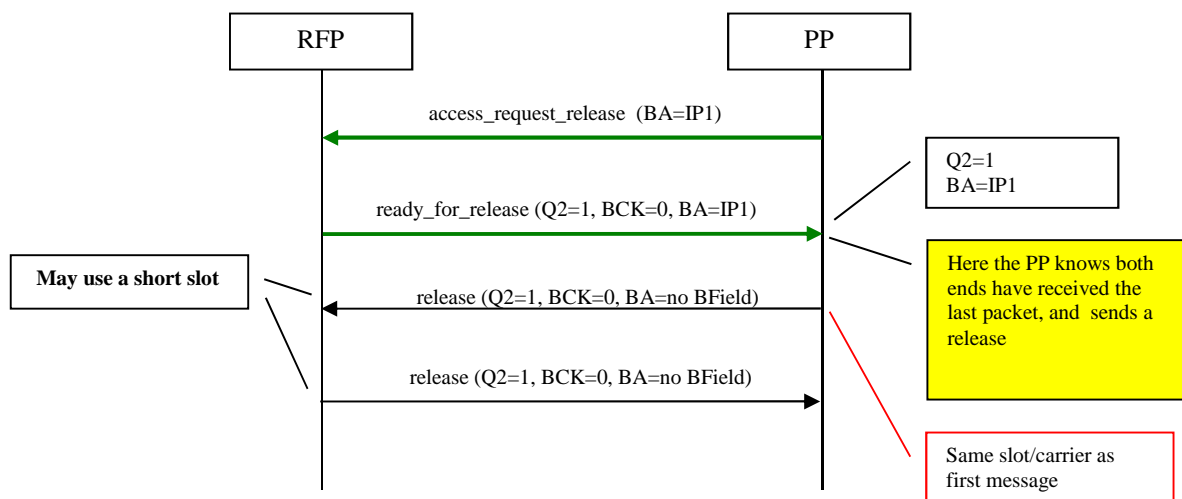 RFP
PP
access_request_release (BA=IP1)
Q2=1
BA=IP1
ready_for_release (Q2=1, BCK=0, BA=IP1)
May use a short slot
Here the PP knows both
ends have received the
last packet, and sends a
release
release (Q2=1, BCK=0, BA=no BField)
release (Q2=1, BCK=0, BA=no BField)
Same slot/carrier as
first message